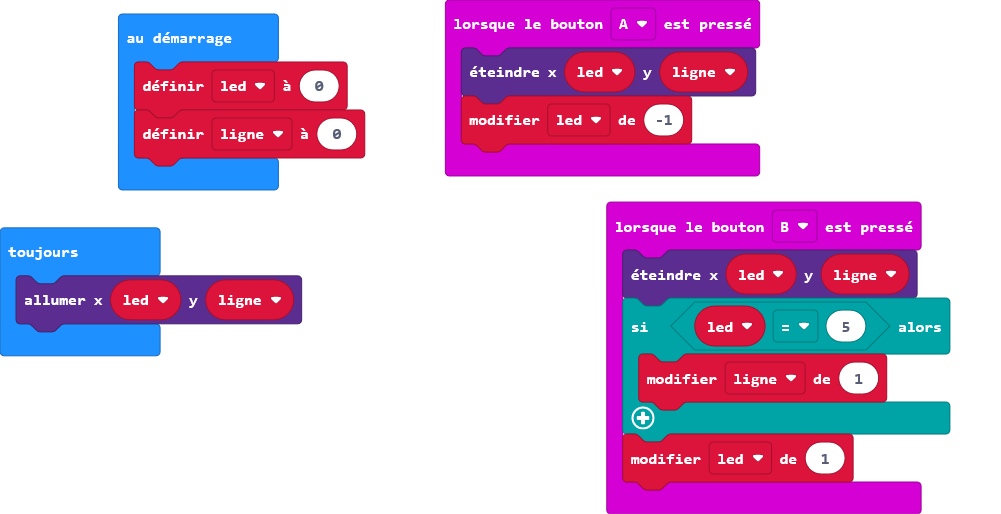 au démarrage
définir led à 0
définir ligne à 0
lorsque le bouton A est pressé
éteindre x led y ligne
modifier led de -1
toujours
allumer x led y ligne
lorsque le bouton B est pressé
éteindre x led y ligne
si led = 5 alors
modifier ligne de 1
modifier led de 1